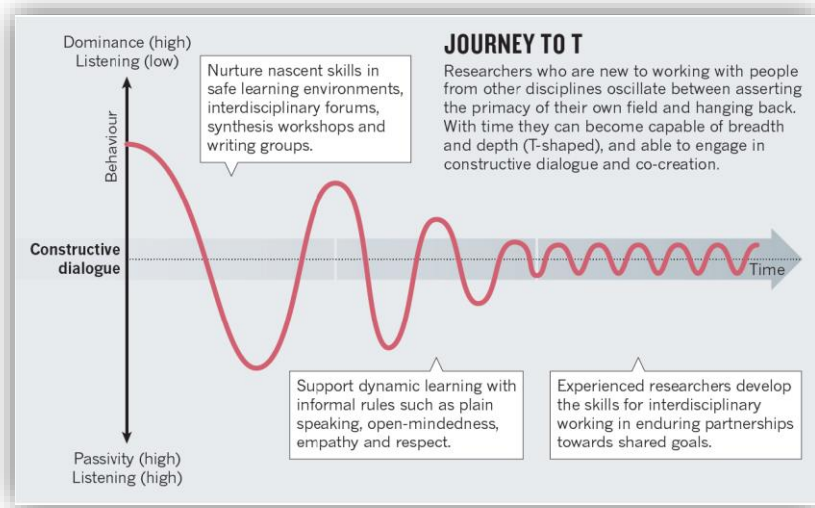 JOURNEY TO T
Researchers who are new to working with people
from other disciplines oscillate between asserting
the primacy of their own field and hanging back.
With time they can become capable of breadth
and depth (T-shaped), and able to engage in
constructive dialogue and co-creation.
Dominance (high)
Listening (low)
Behaviour
Nurture nascent skills in
safe learning environments,
interdisciplinary forums,
synthesis workshops and
writing groups.
Constructive
dialogue
Time
Support dynamic learning with
informal rules such as plain
speaking, open-mindedness,
empathy and respect.
Experienced researchers develop
the skills for interdisciplinary
working in enduring partnerships
towards shared goals.
Passivity (high)
Listening (high)